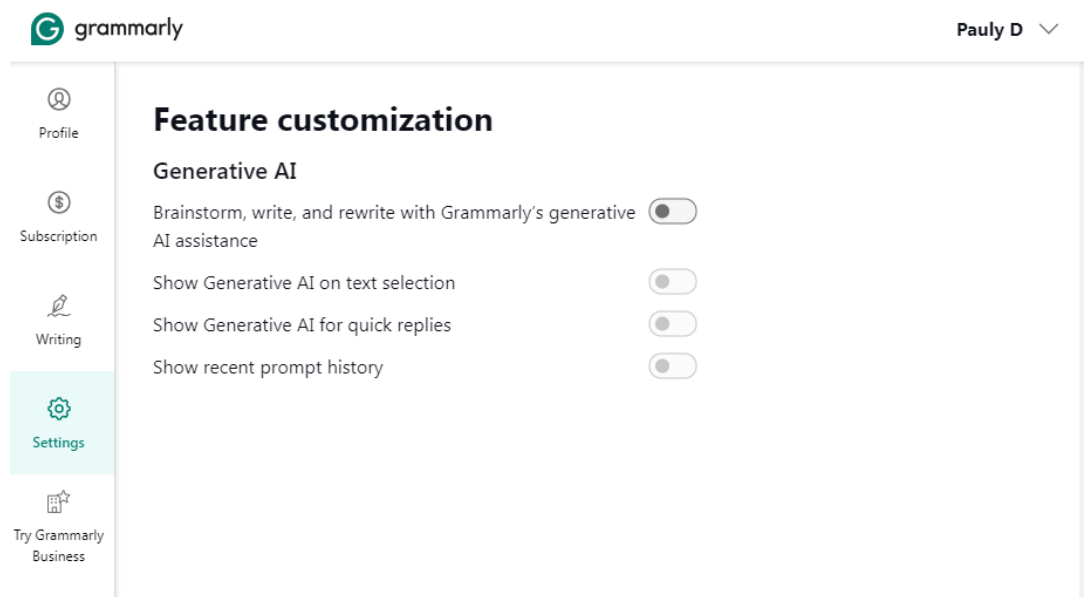 grammarly
Pauly D
Profile
Subscription
Writing
Settings
Try Grammarly
Business
Feature customization
Generative AI
Brainstorm, write, and rewrite with Grammarly’s generative
AI assistance
Show Generative AI on text selection
Show Generative AI for quick replies
Show recent prompt history